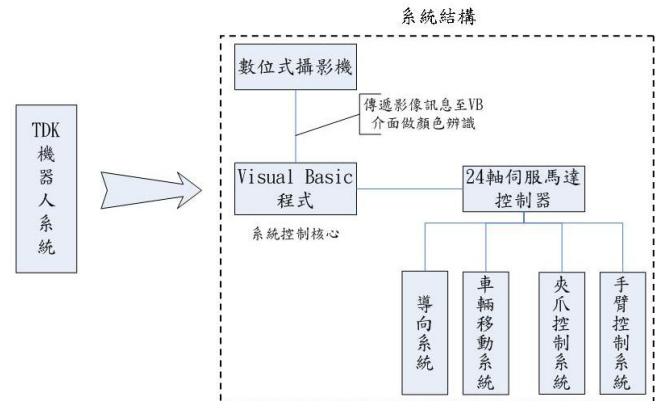 系統結構
數位式攝影機
傳遞影像訊息至VB
介面做顏色辨識
TDK
機
器
人
系
統
Visual Basic
程式
系統控制核心
24軸伺服馬達
控制器
導向系統
車輛移動系統
夾爪控制系統
手臂控制系統